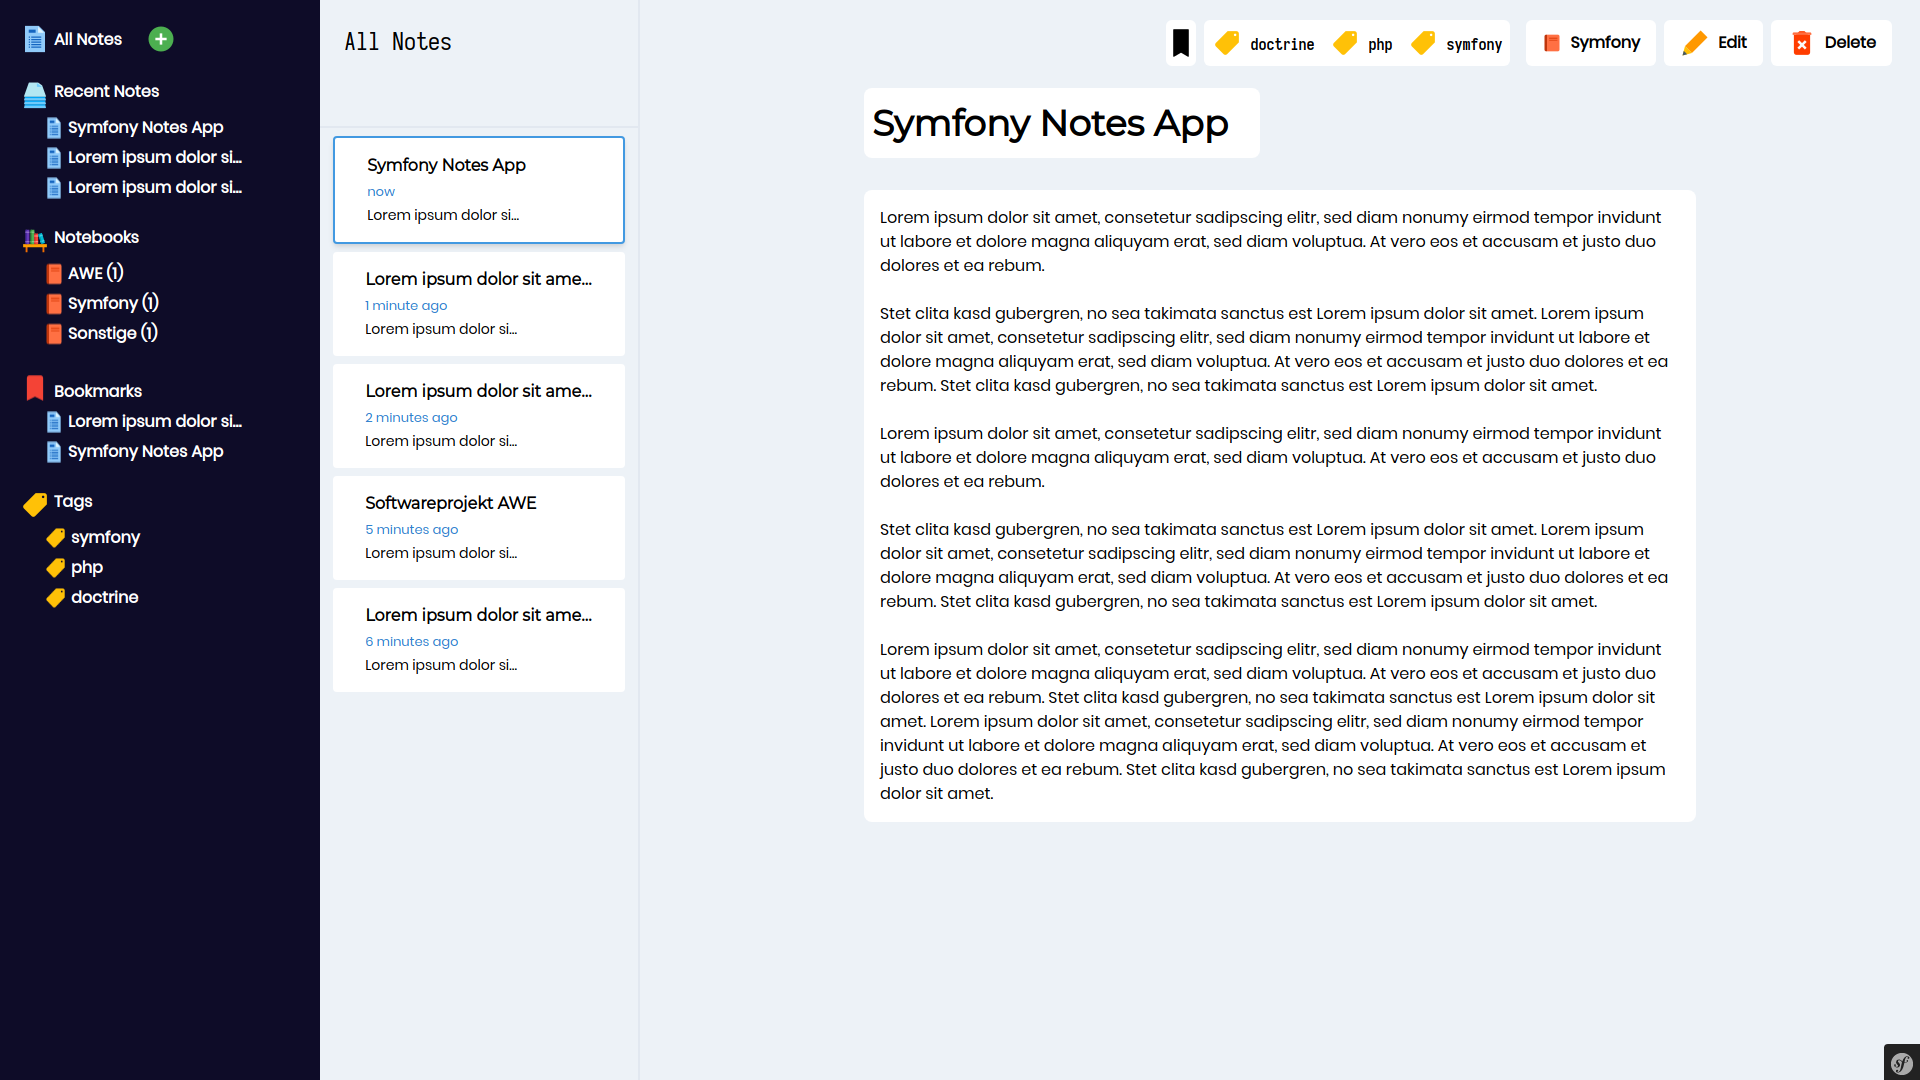 All Notes
Recent Notes
Symfony Notes App
Lorem ipsum dolor si...
Lorem ipsum dolor si...
Notebooks
AWE (1)
Symfony (1)
Sonstige (1)
Bookmarks
Lorem ipsum dolor si...
Symfony Notes App
Tags
symfony
php
doctrine
All Notes
Symfony Notes App
now
Lorem ipsum dolor si...
Lorem ipsum dolor sit ame...
1 minute ago
Lorem ipsum dolor si...
Lorem ipsum dolor sit ame...
2 minutes ago
Lorem ipsum dolor si...
Softwareprojekt AWE
5 minutes ago
Lorem ipsum dolor si...
Lorem ipsum dolor sit ame...
6 minutes ago
Lorem ipsum dolor si...
doctrine php symfony Symfony Edit Delete
Symfony Notes App
Lorem ipsum dolor sit amet, consetetur sadipscing elitr, sed diam nonumy eirmod tempor invidunt
ut labore et dolore magna aliquyam erat, sed diam voluptua. At vero eos et accusam et justo duo
dolores et ea rebum.
Stet clita kasd gubergren, no sea takimata sanctus est Lorem ipsum dolor sit amet. Lorem ipsum
dolor sit amet, consetetur sadipscing elitr, sed diam nonumy eirmod tempor invidunt ut labore et
dolore magna aliquyam erat, sed diam voluptua. At vero eos et accusam et justo duo dolores et ea
rebum. Stet clita kasd gubergren, no sea takimata sanctus est Lorem ipsum dolor sit amet.
Lorem ipsum dolor sit amet, consetetur sadipscing elitr, sed diam nonumy eirmod tempor invidunt
ut labore et dolore magna aliquyam erat, sed diam voluptua. At vero eos et accusam et justo duo
dolores et ea rebum.
Stet clita kasd gubergren, no sea takimata sanctus est Lorem ipsum dolor sit amet. Lorem ipsum
dolor sit amet, consetetur sadipscing elitr, sed diam nonumy eirmod tempor invidunt ut labore et
dolore magna aliquyam erat, sed diam voluptua. At vero eos et accusam et justo duo dolores et ea
rebum. Stet clita kasd gubergren, no sea takimata sanctus est Lorem ipsum dolor sit amet.
Lorem ipsum dolor sit amet, consetetur sadipscing elitr, sed diam nonumy eirmod tempor invidunt
ut labore et dolore magna aliquyam erat, sed diam voluptua. At vero eos et accusam et justo duo
dolores et ea rebum. Stet clita kasd gubergren, no sea takimata sanctus est Lorem ipsum dolor sit
amet. Lorem ipsum dolor sit amet, consetetur sadipscing elitr, sed diam nonumy eirmod tempor
invidunt ut labore et dolore magna aliquyam erat, sed diam voluptua. At vero eos et accusam et
justo duo dolores et ea rebum. Stet clita kasd gubergren, no sea takimata sanctus est Lorem ipsum
dolor sit amet.
sf